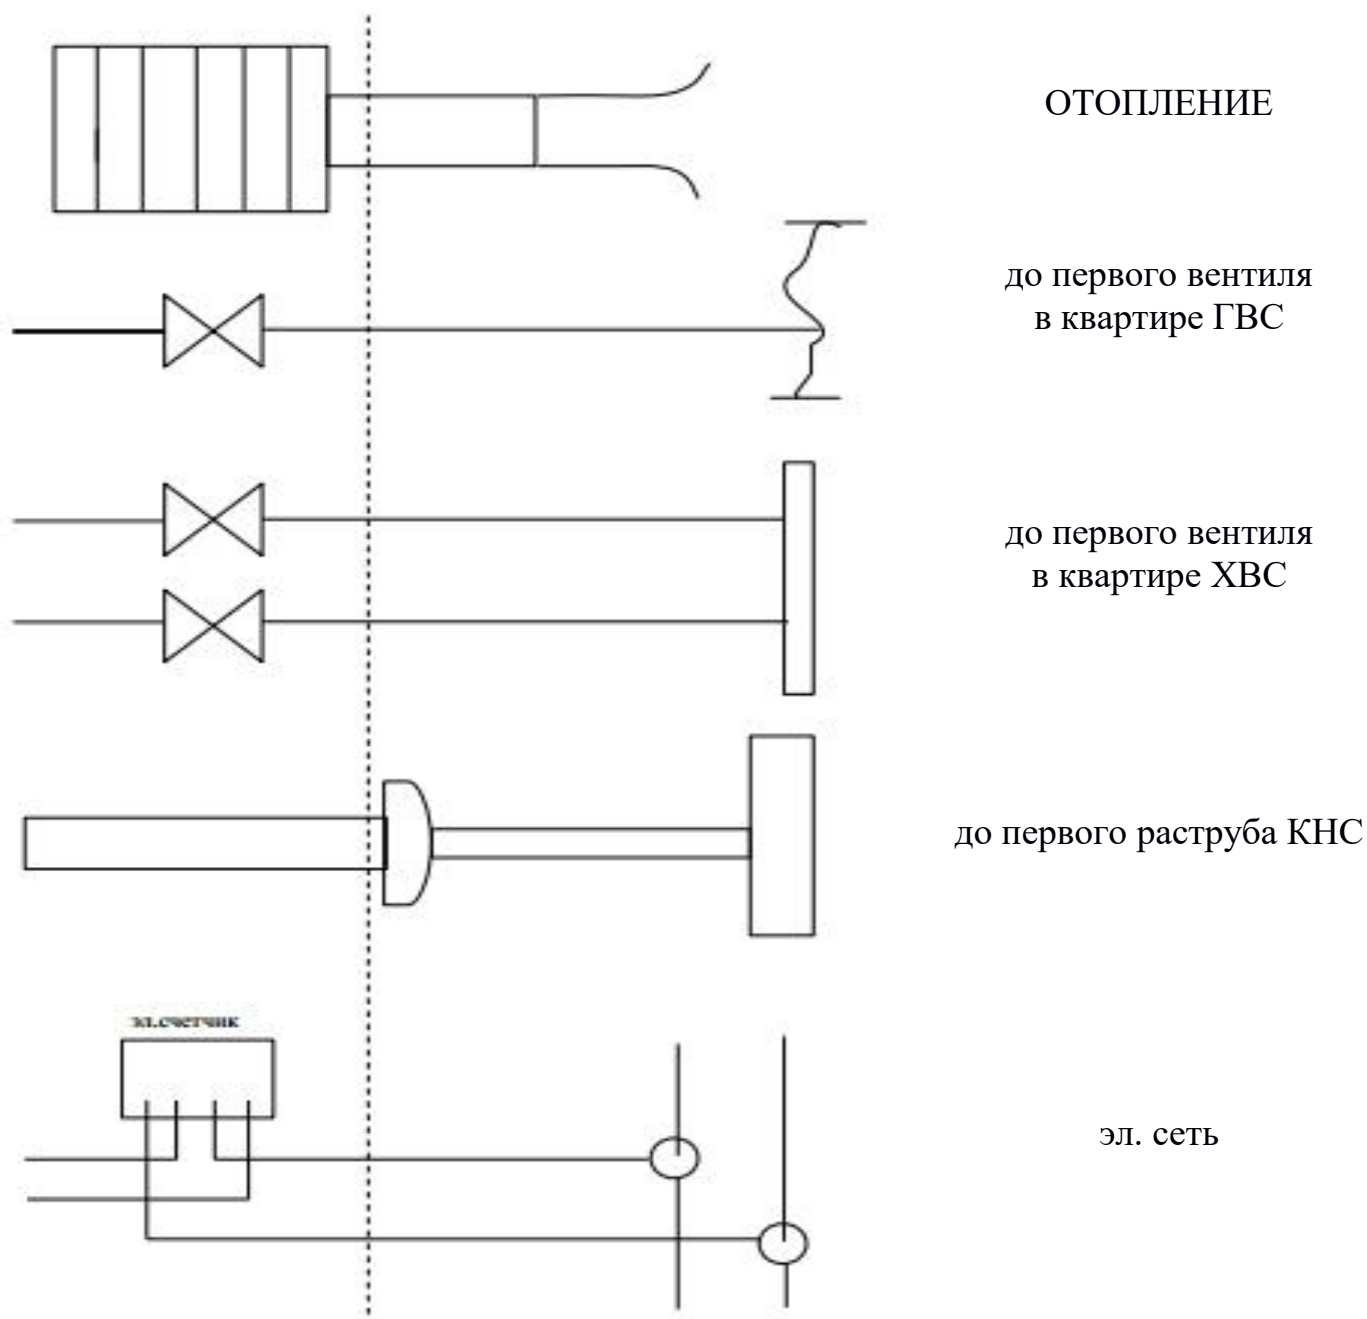 ОТОПЛЕНИЕ
до первого вентиля
в квартире ГВС
до первого вентиля
в квартире ХВС
до первого раструба КНС
эл.счетчик
эл. сеть